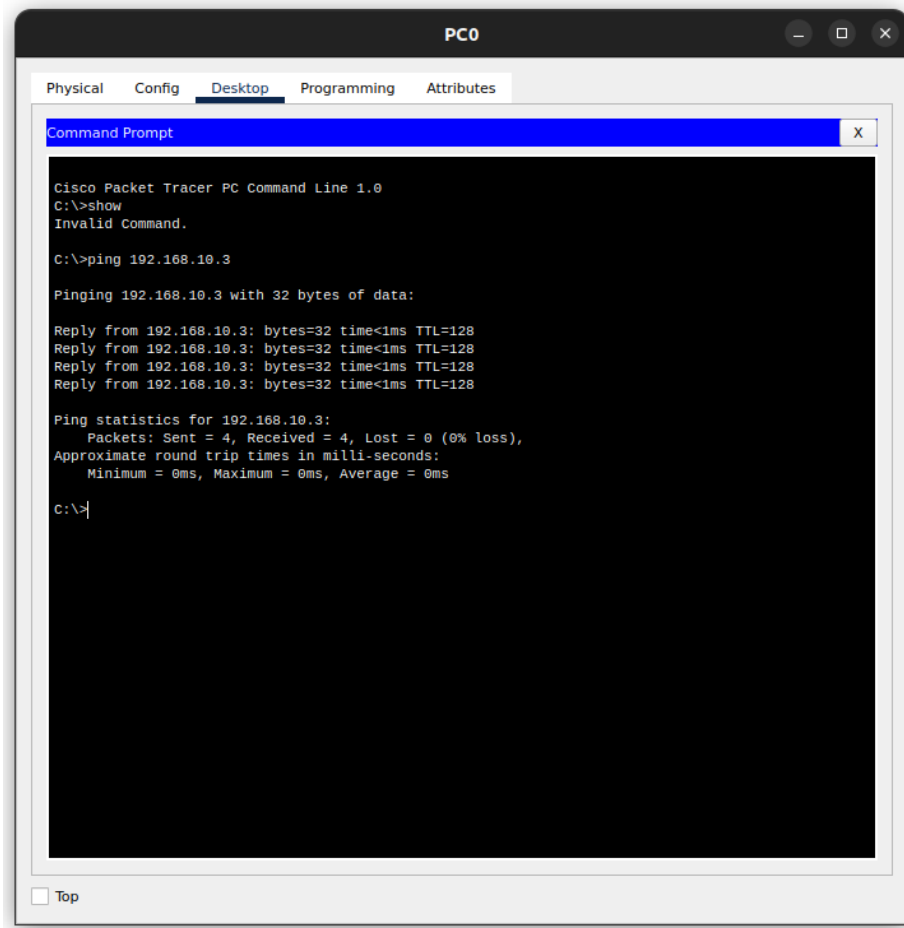 PC0
Physical Config Desktop Programming Attributes
Command Prompt X
Cisco Packet Tracer PC Command Line 1.0
C:\>show
Invalid Command.
C:\>ping 192.168.10.3
Pinging 192.168.10.3 with 32 bytes of data:
Reply from 192.168.10.3: bytes=32 time<1ms TTL=128
Reply from 192.168.10.3: bytes=32 time<1ms TTL=128
Reply from 192.168.10.3: bytes=32 time<1ms TTL=128
Reply from 192.168.10.3: bytes=32 time<1ms TTL=128
Ping statistics for 192.168.10.3:
Packets: Sent = 4, Received = 4, Lost = 0 (0% loss),
Approximate round trip times in milli-seconds:
Minimum = 0ms, Maximum = 0ms, Average = 0ms
C:\>
Top